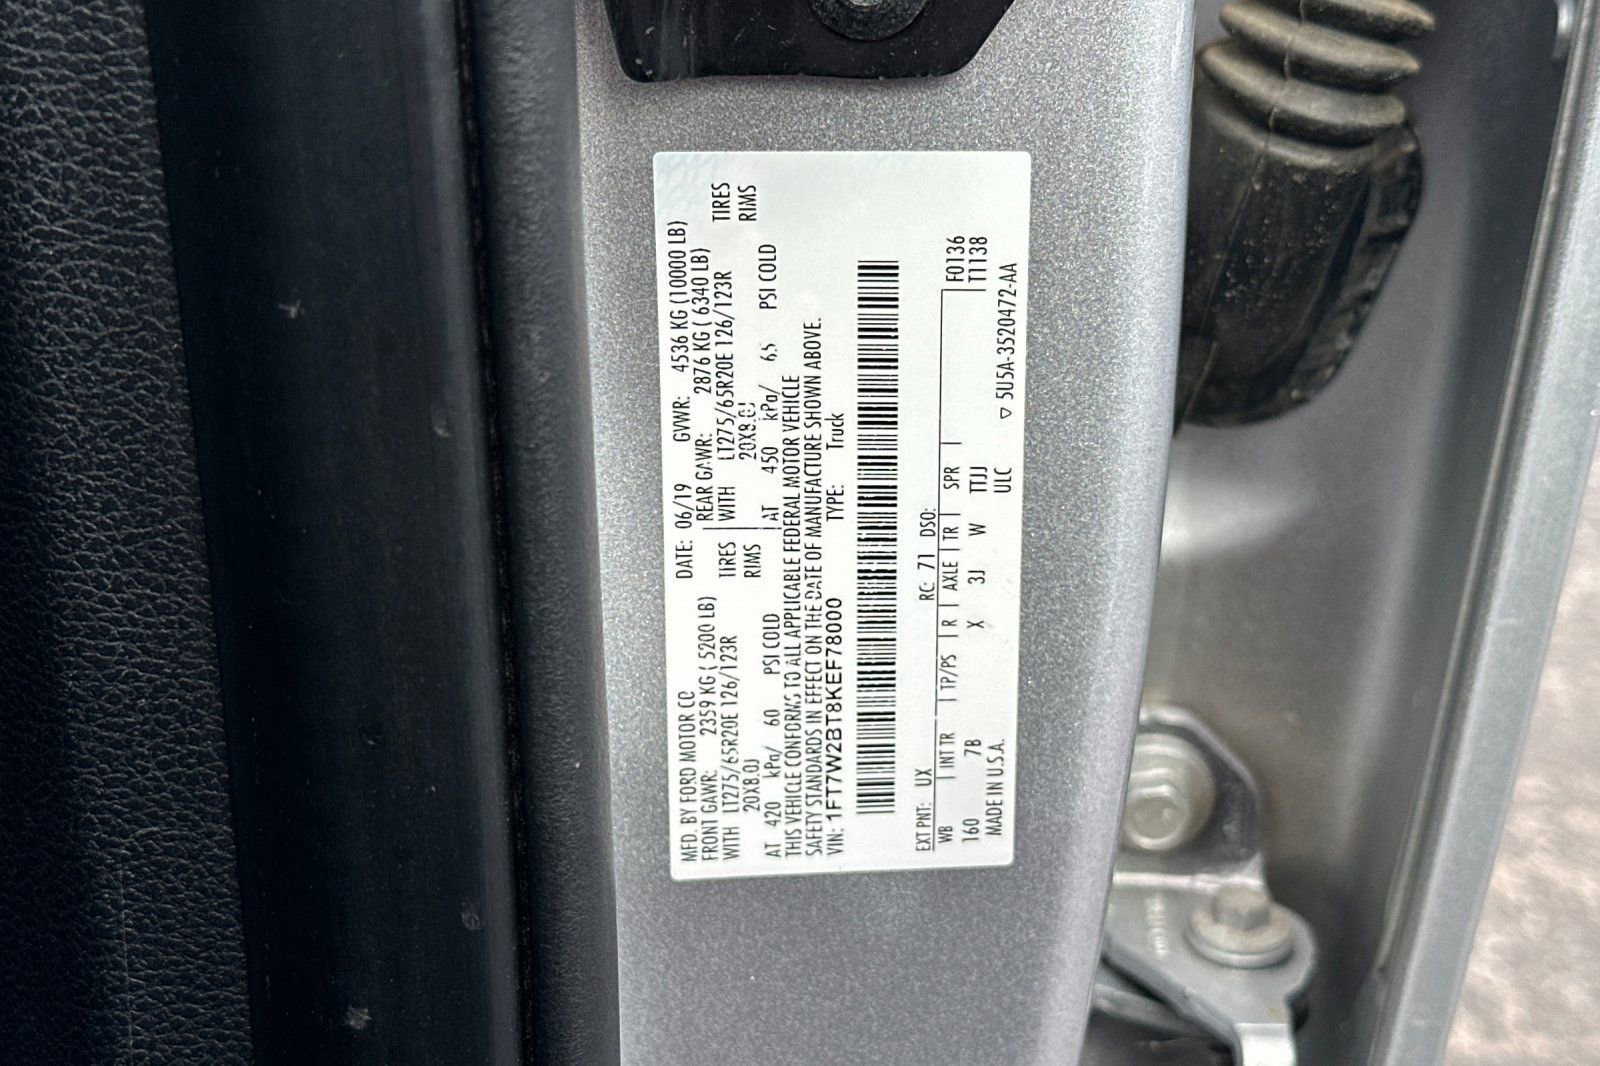 MFD. BY FORD MOTOR CO
DATE: 06/19 GVWR: 4536 KG (10000 LB)
FRONT GAWR: 2359 KG ( 5200 LB) REAR GAWR: 2876 KG ( 6340 LB)
WITH LT275/65R20E 126/123R TIRES WITH LT275/65R20E 126/123R TIRES
20X8.0J RIMS 20X8.0J RIMS
AT 420 kPa/ 60 PSI COLD AT 450 kPa/ 65 PSI COLD
THIS VEHICLE CONFORMS TO ALL APPLICABLE FEDERAL MOTOR VEHICLE
SAFETY STANDARDS IN EFFECT ON THE DATE OF MANUFACTURE SHOWN ABOVE.
VIN: 1FT7W2BT8KEF78000 TYPE: Truck
EXT PNT: UX RC: 71 DSO:
WB INT TR TP/PS R AXLE TR SPR F0136
160 7B X 3J W TTJJ T1138
MADE IN U.S.A. ULC ▽ 5U5A-3520472-AA